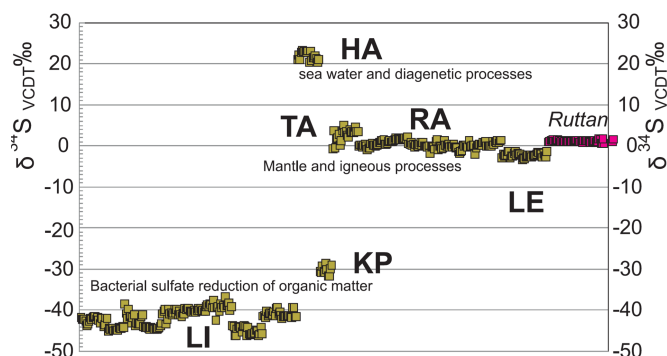 30 30
HA
20 sea water and diagenetic processes 20
δ ³⁴S VCDT‰
δ ³⁴S VCDT‰
10 TA RA Ruttan 10
0 0
Mantle and igneous processes
-10 -10
LE
-20 -20
-30 KP -30
Bacterial sulfate reduction of organic matter
-40 -40
LI
-50 -50